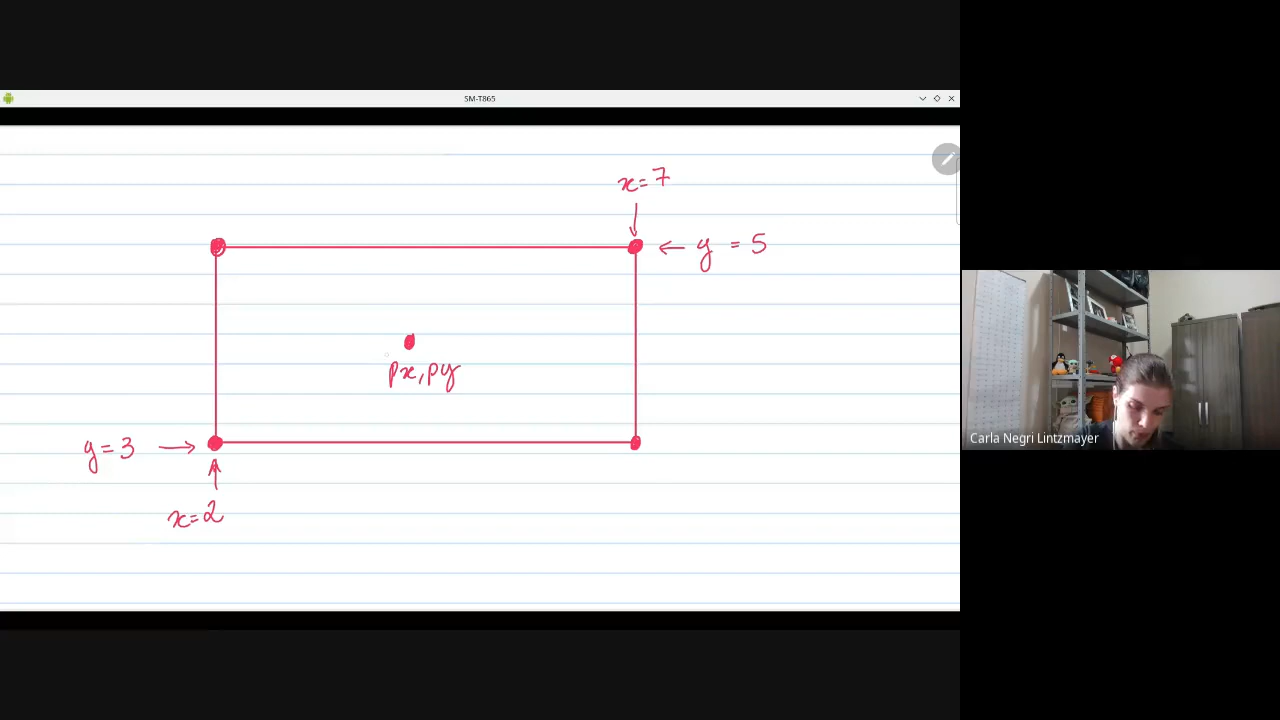 SM-T865
x=7
← y = 5
px, py
y=3 →
x=2
Carla Negri Lintzmayer